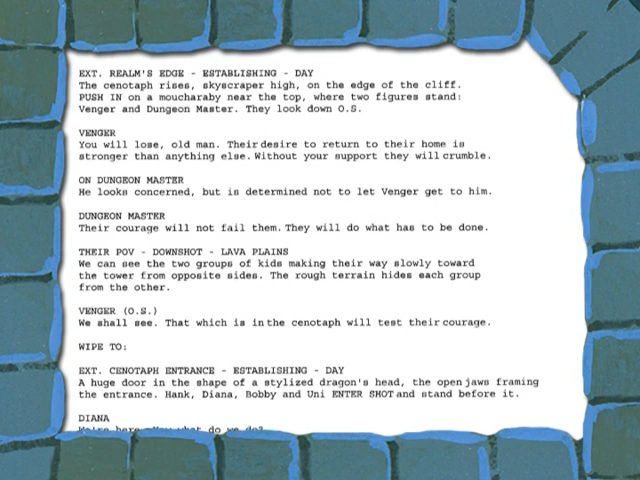 EXT. REALM'S EDGE - ESTABLISHING - DAY
The cenotaph rises, skyscraper high, on the edge of the cliff.
PUSH IN on a moucharaby near the top, where two figures stand:
Venger and Dungeon Master. They look down O.S.
VENGER
You will lose, old man. Their desire to return to their home is
stronger than anything else. Without your support they will crumble.
ON DUNGEON MASTER
He looks concerned, but is determined not to let Venger get to him.
DUNGEON MASTER
Their courage will not fail them. They will do what has to be done.
THEIR POV - DOWNSHOT - LAVA PLAINS
We can see the two groups of kids making their way slowly toward
the tower from opposite sides. The rough terrain hides each group
from the other.
VENGER (O.S.)
We shall see. That which is in the cenotaph will test their courage.
WIPE TO:
EXT. CENOTAPH ENTRANCE - ESTABLISHING - DAY
A huge door in the shape of a stylized dragon's head, the open jaws framing
the entrance. Hank, Diana, Bobby and Uni ENTER SHOT and stand before it.
DIANA
We're here. Now what do we do?